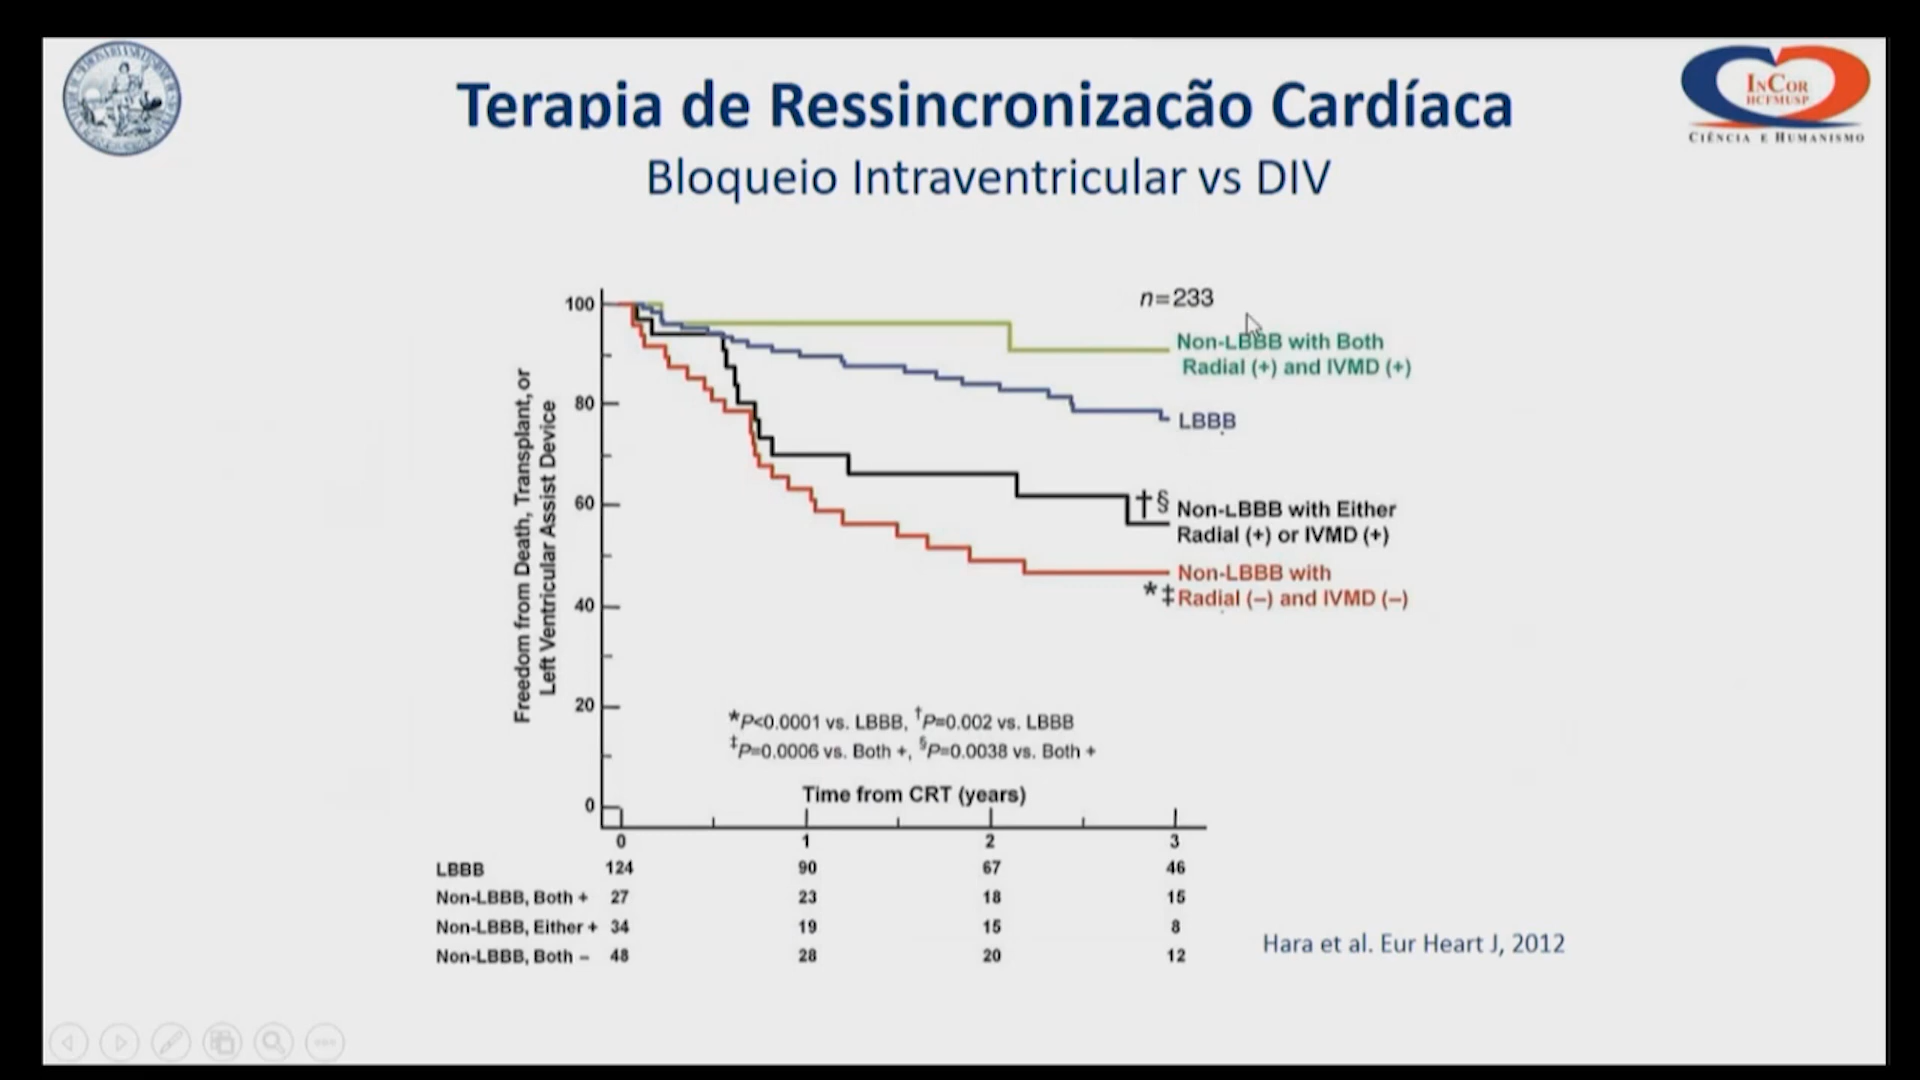 Terapia de Ressincronização Cardíaca
Bloqueio Intraventricular vs DIV
INCOR
HCFMUSP
CIÊNCIA E HUMANISMO
n=233
Non-LBBB with Both
Radial (+) and IVMD (+)
LBBB
†§ Non-LBBB with Either
Radial (+) or IVMD (+)
Non-LBBB with
*‡ Radial (–) and IVMD (–)
Freedom from Death, Transplant, or
Left Ventricular Assist Device
100
80
60
40
20
0
*P<0.0001 vs. LBBB, †P=0.002 vs. LBBB
‡P=0.0006 vs. Both +, §P=0.0038 vs. Both +
Time from CRT (years)
0 1 2 3
LBBB 124 90 67 46
Non-LBBB, Both + 27 23 18 15
Non-LBBB, Either + 34 19 15 8
Non-LBBB, Both – 48 28 20 12
Hara et al. Eur Heart J, 2012